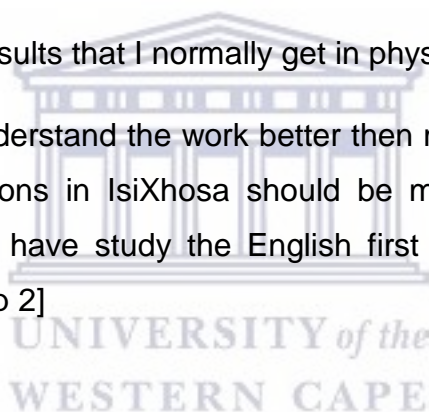 sults that I normally get in phys
derstand the work better then
ons in IsiXhosa should be m
have study the English first
o 2]
UNIVERSITY of the
WESTERN CAPE